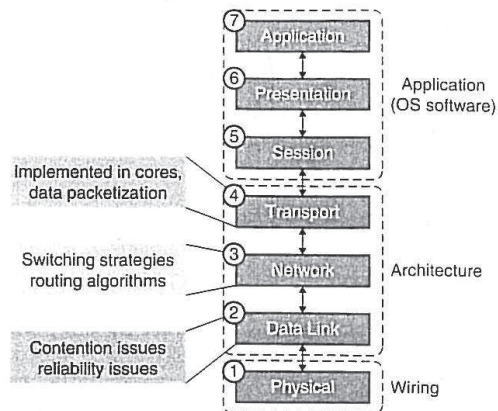 7
Application
6
Presentation
Application
(OS software)
5
Session
Implemented in cores,
data packetization
4
Transport
Switching strategies
routing algorithms
3
Network
Architecture
2
Data Link
Contention issues
reliability issues
1
Physical
Wiring